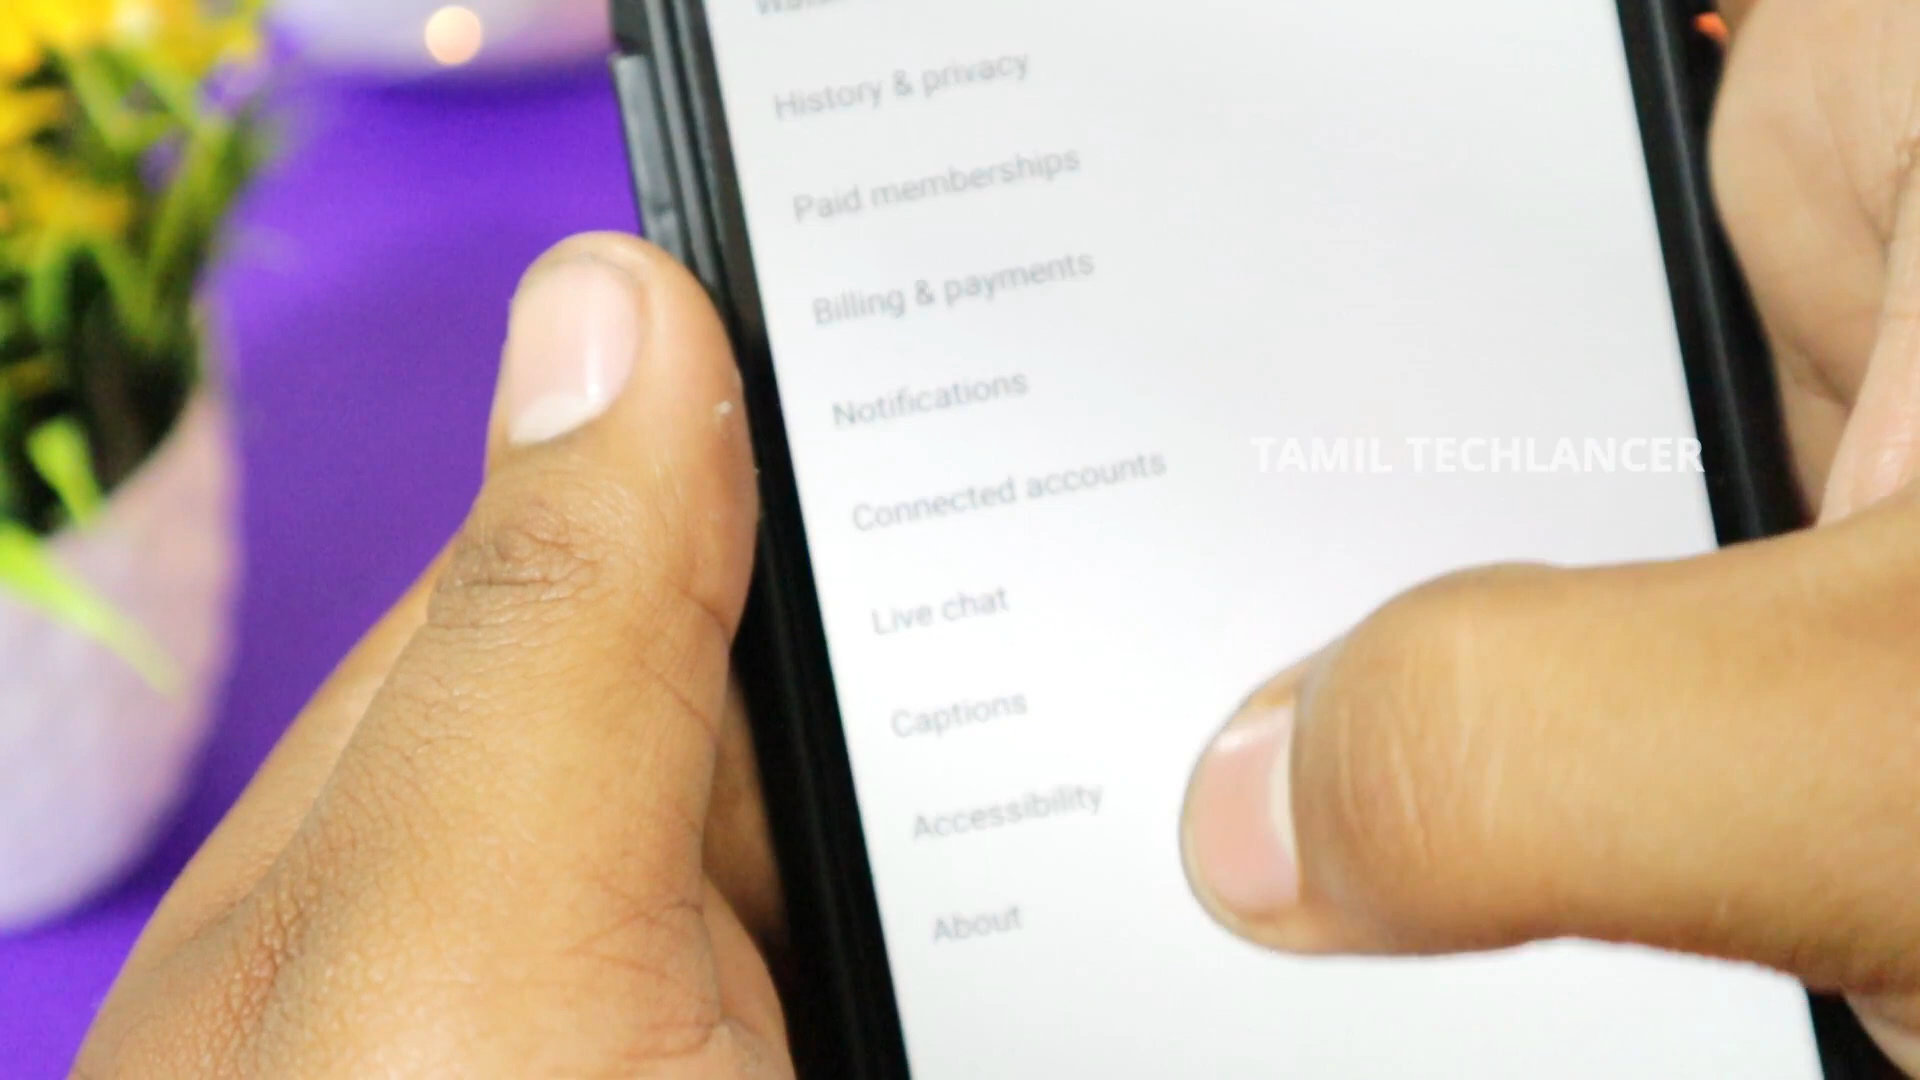 History & privacy
Paid memberships
Billing & payments
Notifications
Connected accounts
TAMIL TECHLANCER
Live chat
Captions
Accessibility
About